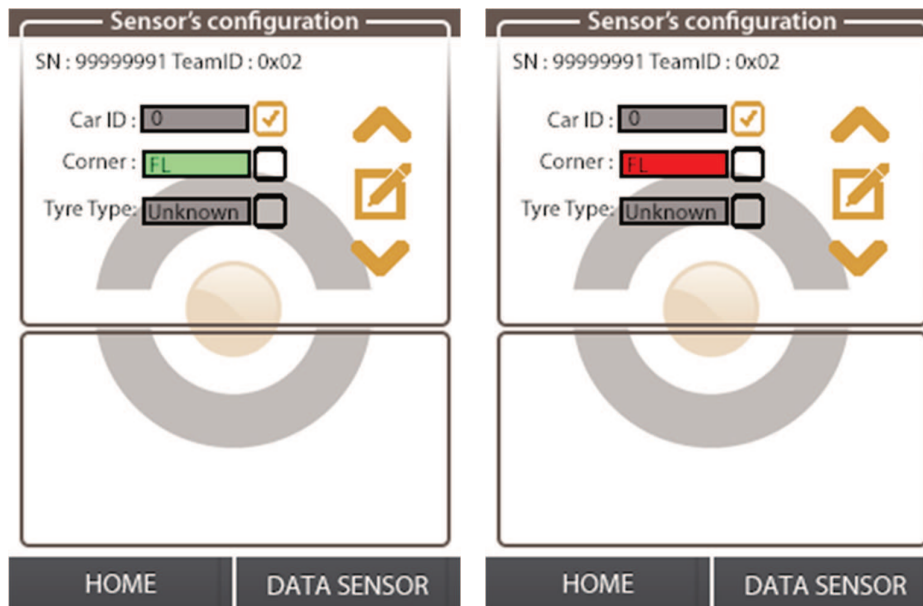 Sensor's configuration
SN : 99999991 TeamID : 0x02
Car ID : 0
Corner : FL
Tyre Type: Unknown
HOME DATA SENSOR
Sensor's configuration
SN : 99999991 TeamID : 0x02
Car ID : 0
Corner : FL
Tyre Type: Unknown
HOME DATA SENSOR